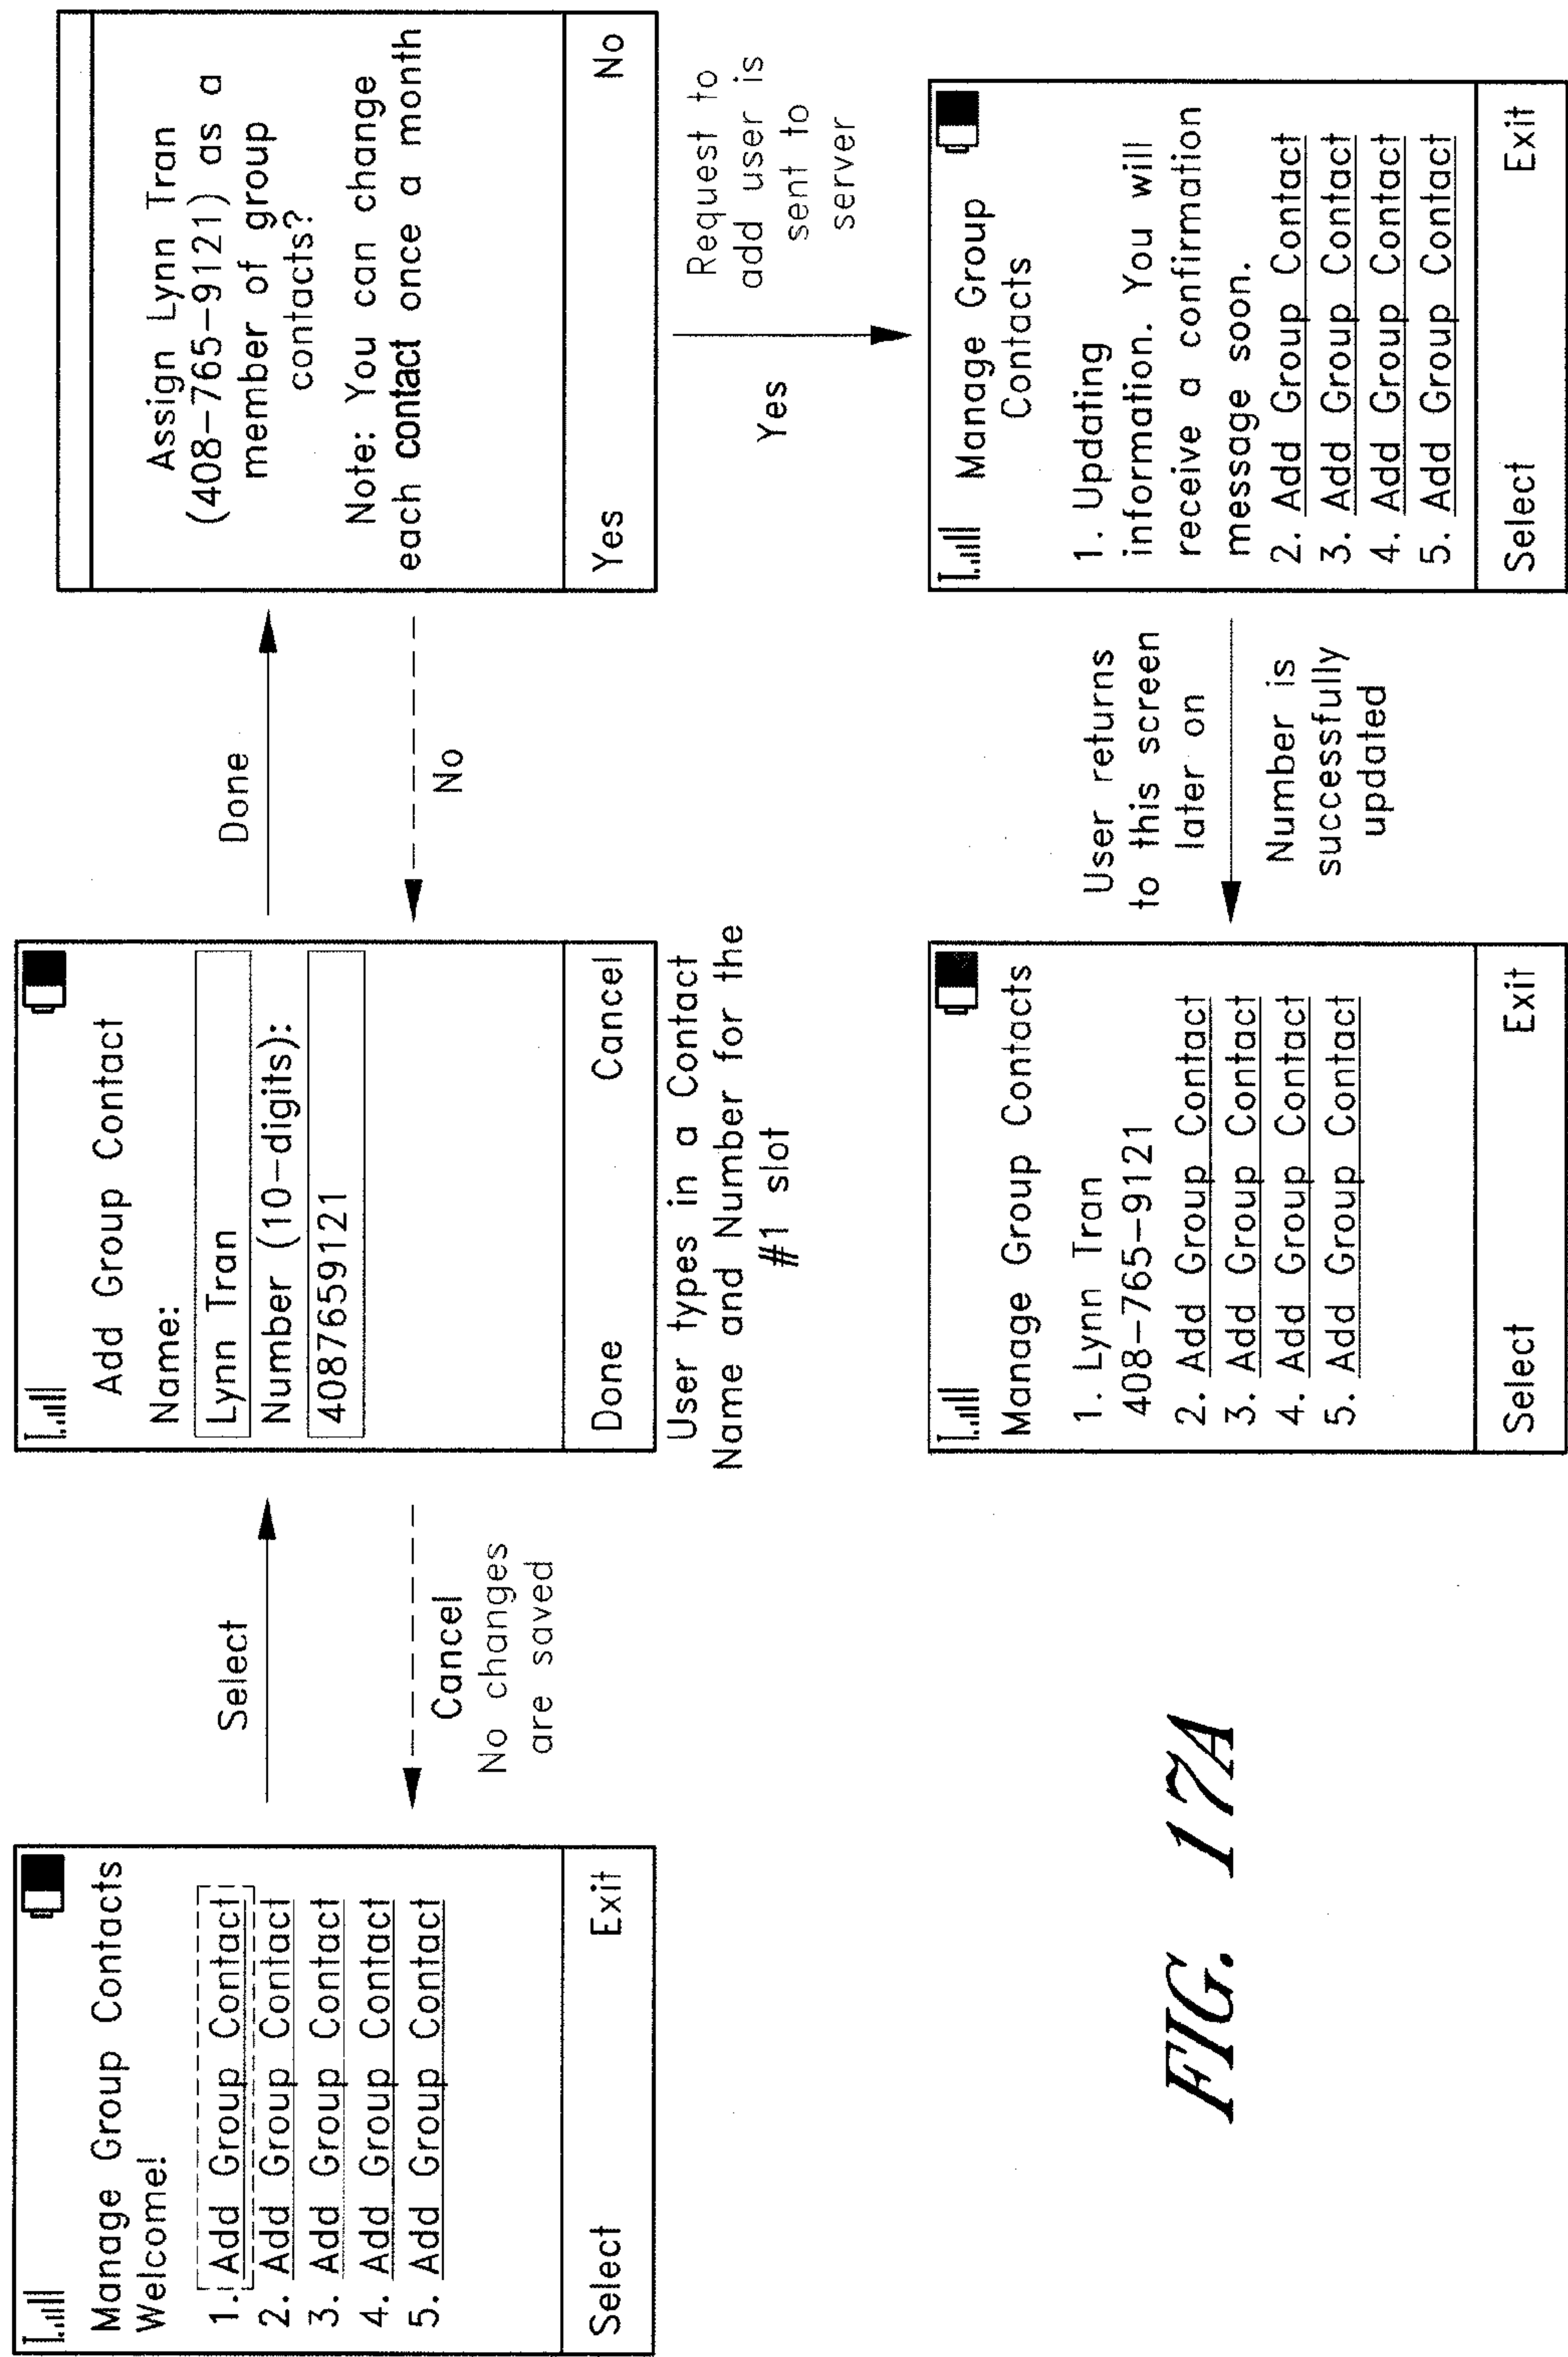 Manage Group Contacts
Welcome!
1. Add Group Contact
2. Add Group Contact
3. Add Group Contact
4. Add Group Contact
5. Add Group Contact
Select Exit
Select
Cancel
No changes
are saved
Add Group Contact
Name:
Lynn Tran
Number (10-digits):
4087659121
Done Cancel
User types in a Contact
Name and Number for the
#1 slot
Done
No
Assign Lynn Tran
(408-765-9121) as a
member of group
contacts?
Note: You can change
each contact once a month
Yes No
Yes
Request to
add user is
sent to
server
Manage Group
Contacts
1. Updating
information. You will
receive a confirmation
message soon.
2. Add Group Contact
3. Add Group Contact
4. Add Group Contact
5. Add Group Contact
Select Exit
User returns
to this screen
later on
Number is
successfully
updated
Manage Group Contacts
1. Lynn Tran
408-765-9121
2. Add Group Contact
3. Add Group Contact
4. Add Group Contact
5. Add Group Contact
Select Exit
FIG. 17A